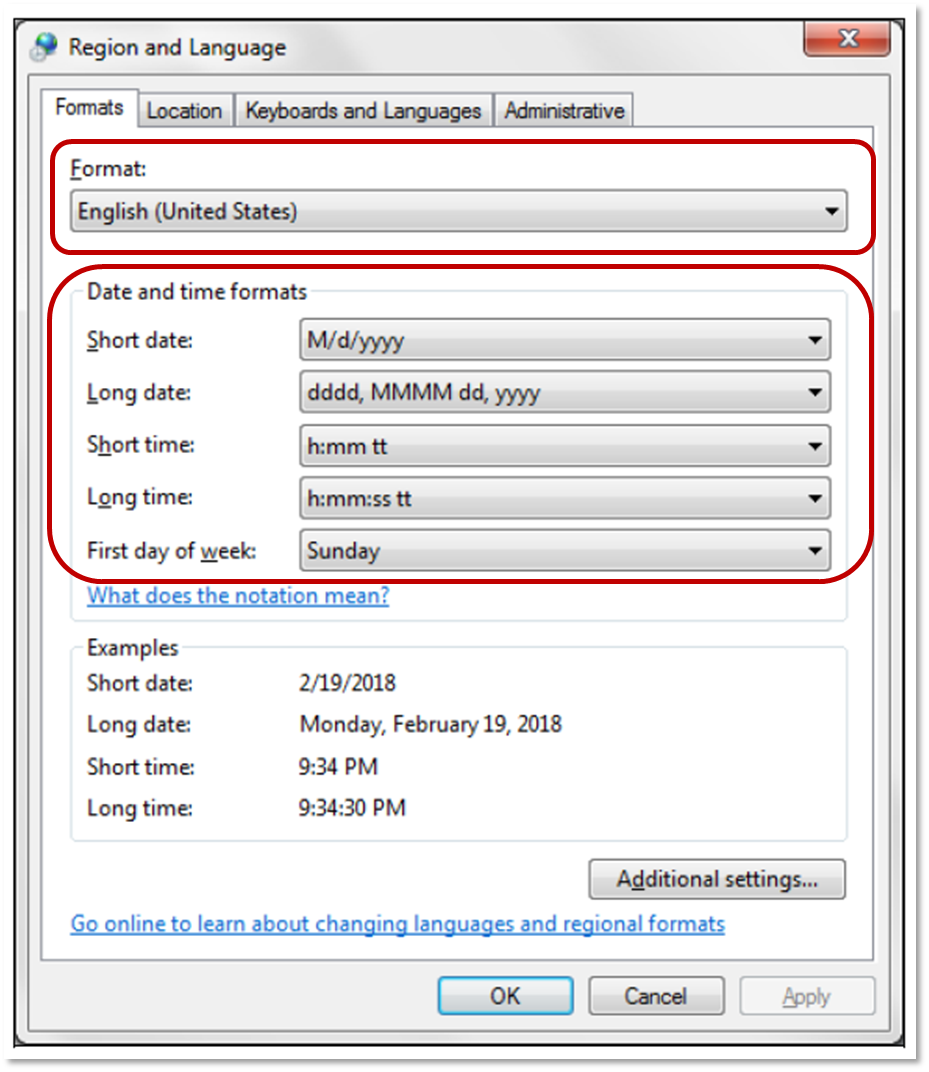 Region and Language
Formats Location Keyboards and Languages Administrative
Format:
English (United States)
Date and time formats
Short date: M/d/yyyy
Long date: dddd, MMMM dd, yyyy
Short time: h:mm tt
Long time: h:mm:ss tt
First day of week: Sunday
What does the notation mean?
Examples
Short date: 2/19/2018
Long date: Monday, February 19, 2018
Short time: 9:34 PM
Long time: 9:34:30 PM
Additional settings...
Go online to learn about changing languages and regional formats
OK Cancel Apply